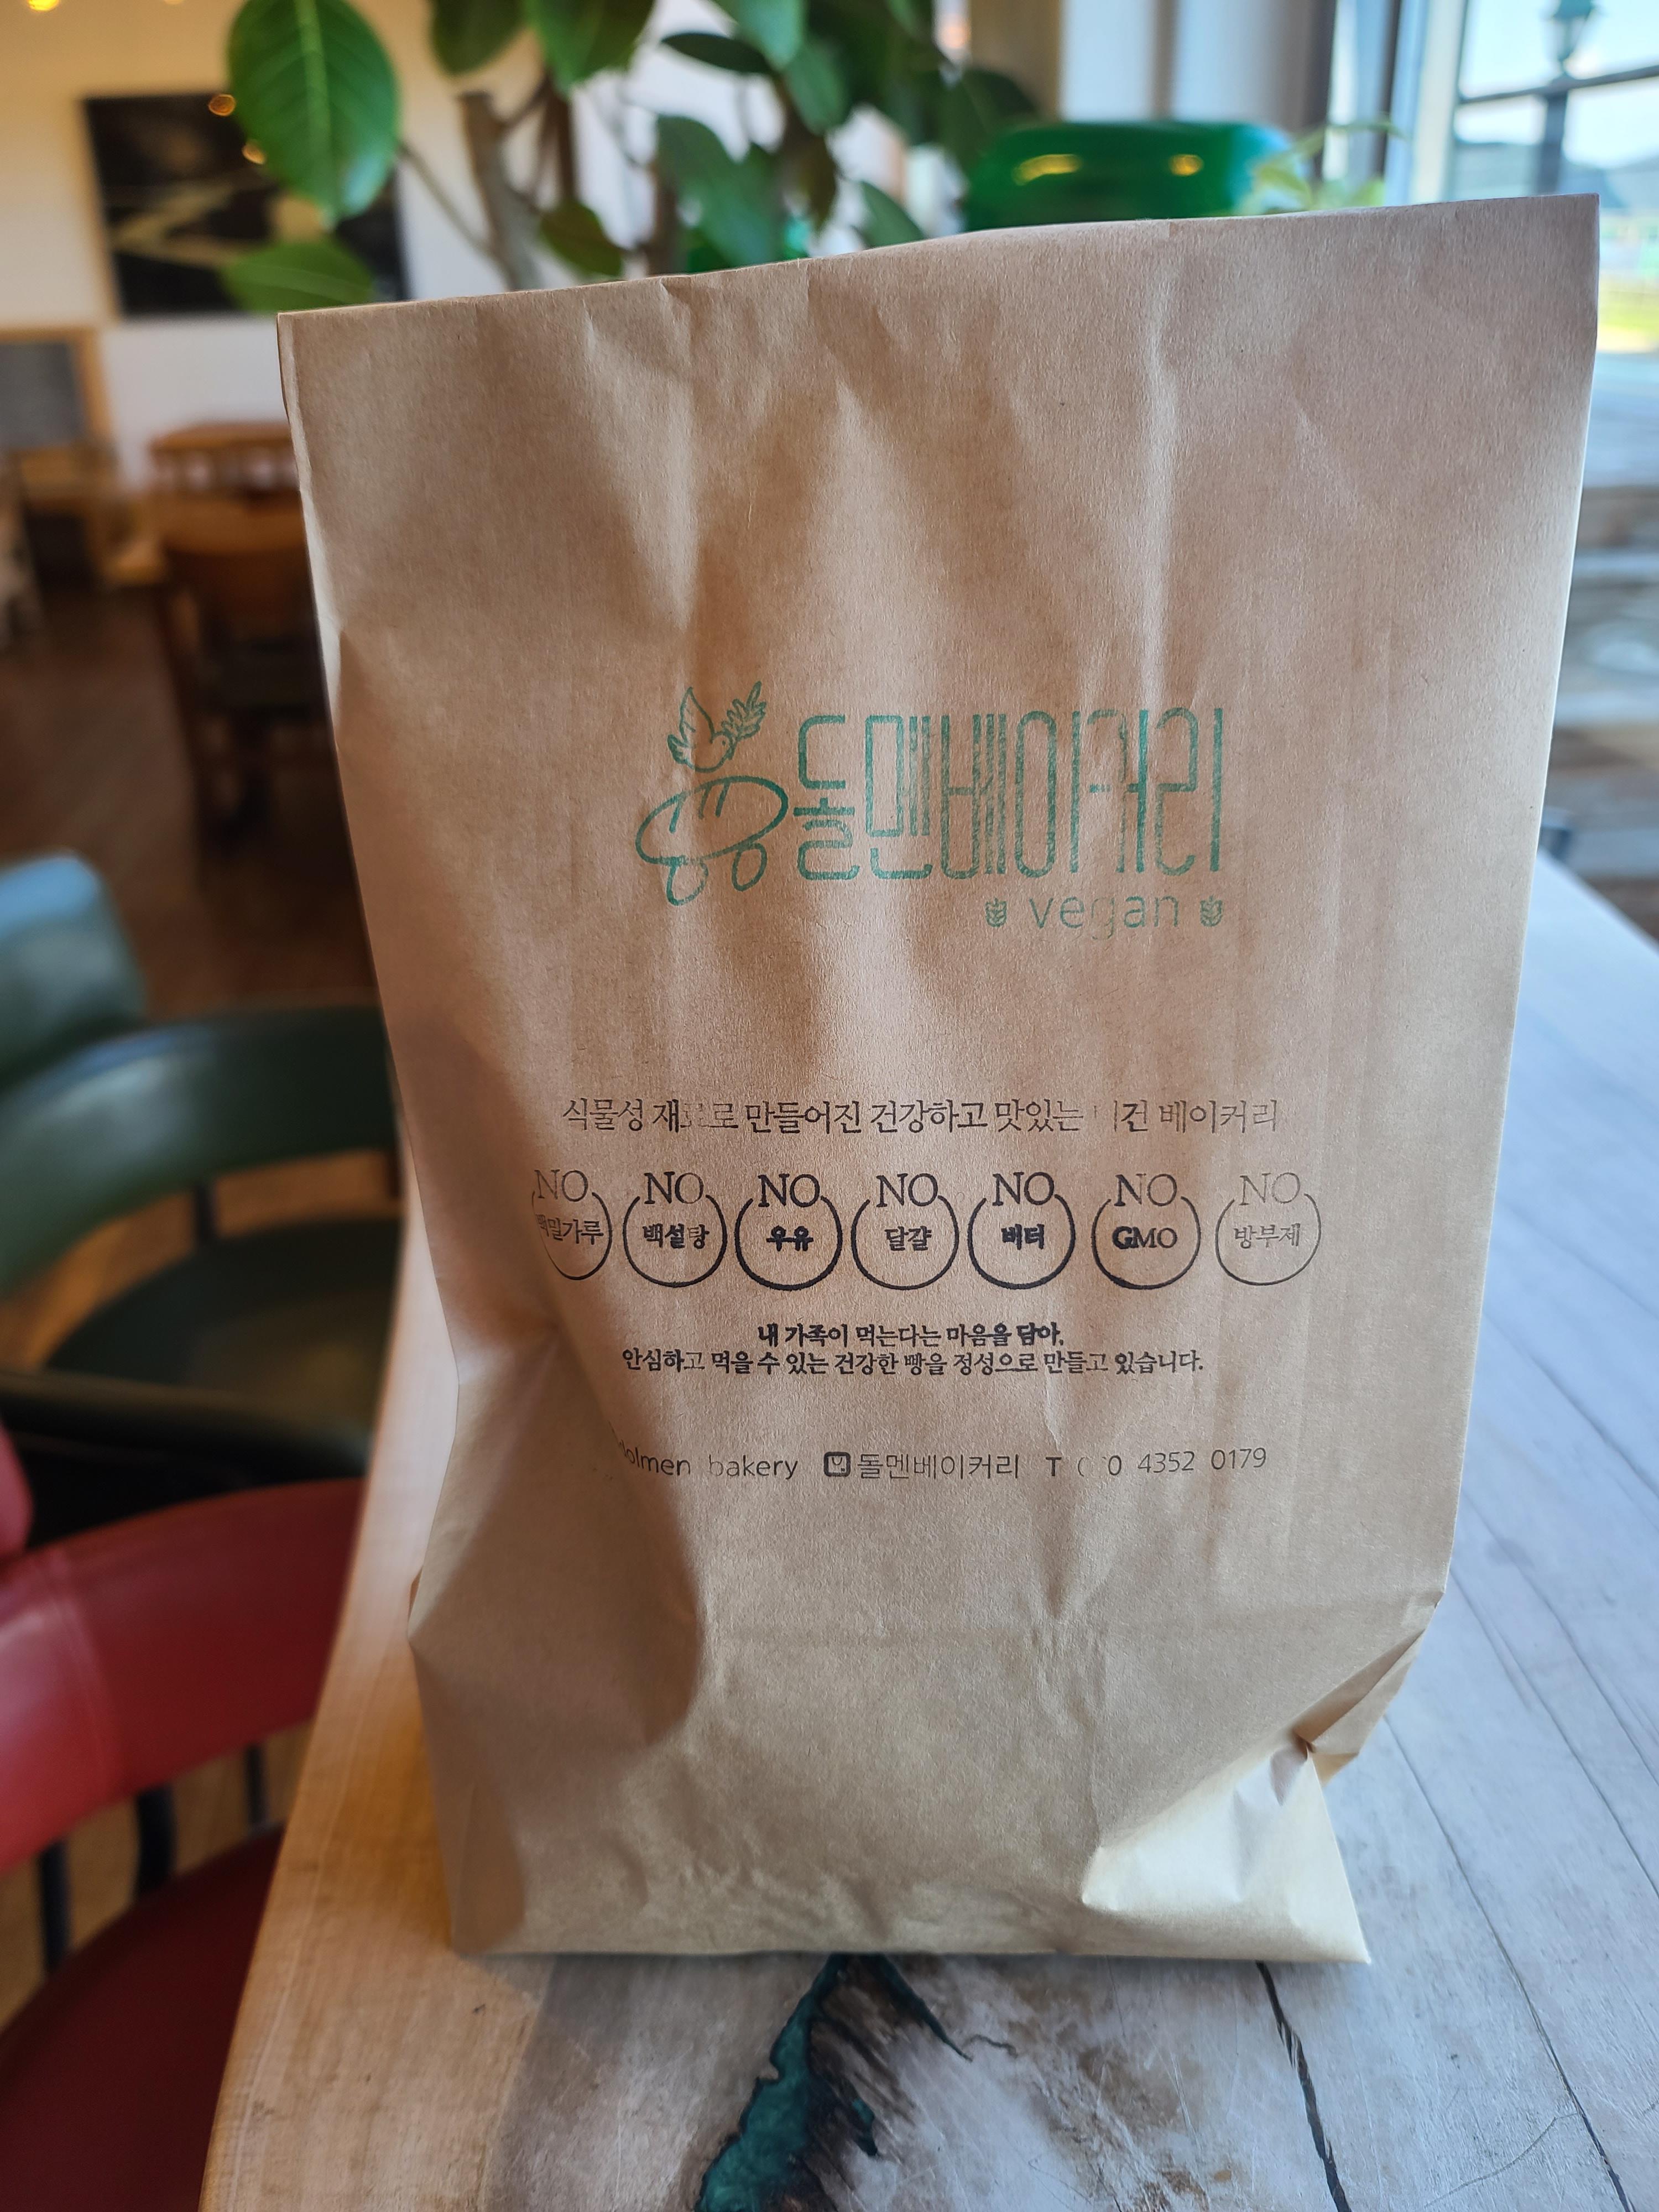 돌멘베이커리
vegan
식물성 만들어진 건강하고 맛있는 베이커리
NO NO NO NO NO NO NO
백밀가루 백설탕 우유 달걀 버터 GMO 방부제
내 가족이 먹는다는 마음을 담아,
안심하고 먹을 수 있는 건강한 빵을 정성으로 만들고 있습니다.
bakery 돌멘베이커리 T 4352 0179